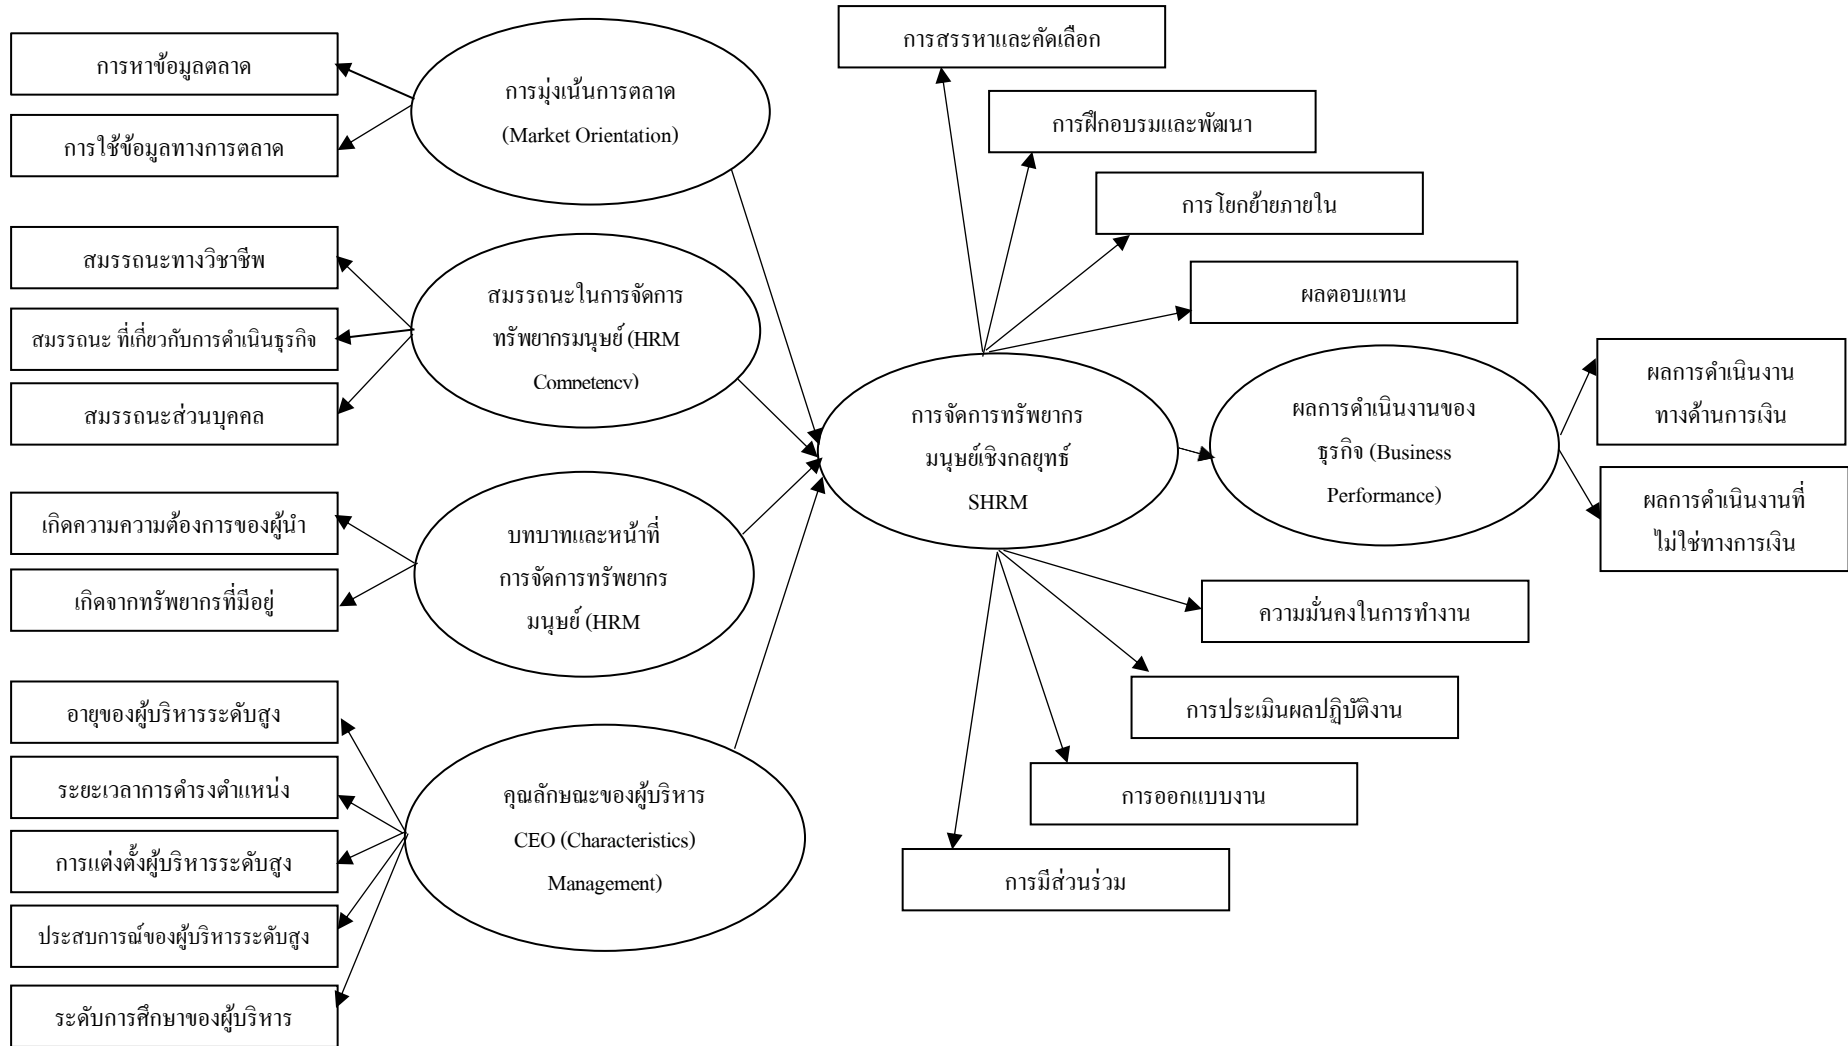 การหาข้อมูลตลาด
การใช้ข้อมูลทางการตลาด
การมุ่งเน้นการตลาด
(Market Orientation)
สมรรถนะทางวิชาชีพ
สมรรถนะ ที่เกี่ยวกับการดำเนินธุรกิจ
สมรรถนะส่วนบุคคล
สมรรถนะในการจัดการ
ทรัพยากรมนุษย์ (HRM
Competency)
เกิดความความต้องการของผู้นำ
เกิดจากทรัพยากรที่มีอยู่
บทบาทและหน้าที่
การจัดการทรัพยากร
มนุษย์ (HRM
อายุของผู้บริหารระดับสูง
ระยะเวลาการดำรงตำแหน่ง
การแต่งตั้งผู้บริหารระดับสูง
ประสบการณ์ของผู้บริหารระดับสูง
ระดับการศึกษาของผู้บริหาร
คุณลักษณะของผู้บริหาร
CEO (Characteristics)
Management)
การสรรหาและคัดเลือก
การฝึกอบรมและพัฒนา
การโยกย้ายภายใน
ผลตอบแทน
การจัดการทรัพยากร
มนุษย์เชิงกลยุทธ์
SHRM
ความมั่นคงในการทำงาน
การประเมินผลปฏิบัติงาน
การออกแบบงาน
การมีส่วนร่วม
ผลการดำเนินงานของ
ธุรกิจ (Business
Performance)
ผลการดำเนินงาน
ทางด้านการเงิน
ผลการดำเนินงานที่
ไม่ใช่ทางการเงิน